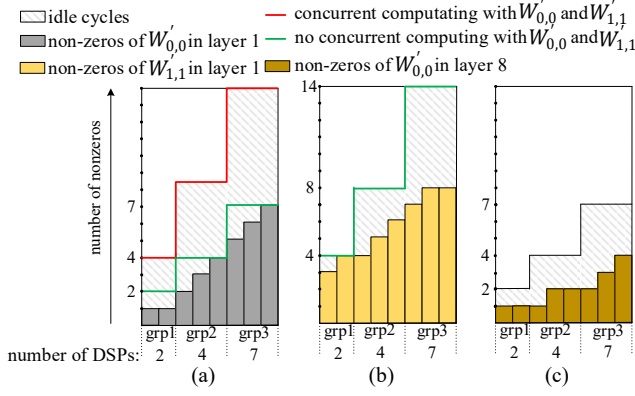 idle cycles
concurrent computating with W′0,0 and W′1,1
non-zeros of W′0,0 in layer 1
no concurrent computing with W′0,0 and W′1,1
non-zeros of W′1,1 in layer 1
non-zeros of W′0,0 in layer 8
number of nonzeros
7
4
2
14
8
4
7
4
2
grp1 grp2 grp3
grp1 grp2 grp3
grp1 grp2 grp3
number of DSPs: 2 4 7
2 4 7
2 4 7
(a) (b) (c)